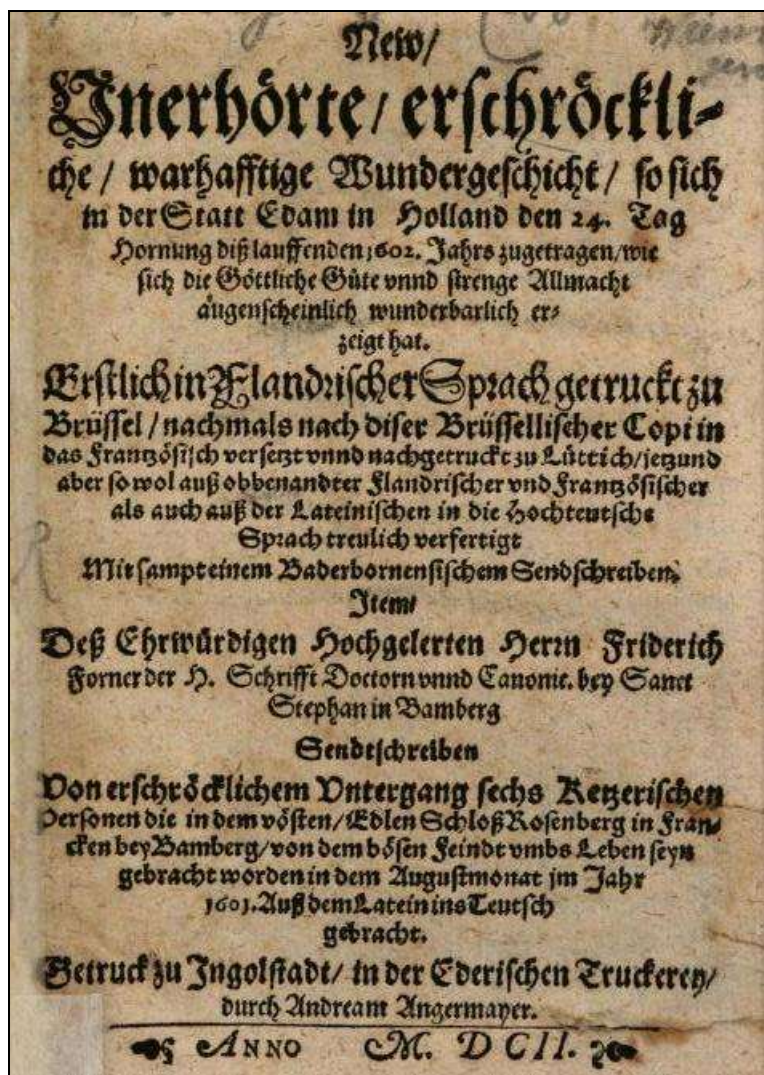 New/
Vnerhörte/ erschröckli-
che / warhafftige Wundergeschicht / so sich
in der Statt Edam in Holland den 24. Tag
Hornung diß lauffenden 1602. Jahrs zugetragen/wie
sich die Göttliche Güte vnnd strenge Allmacht
augenscheinlich wunderbarlich er-
zeigt hat.
Erstlich in Flandrischer Sprach getruckt zu
Brüssel / nachmals nach diser Brüssellischer Copi in
das Frantzösisch versetzt vnnd nachgetruckt zu Lüttich/jetzund
aber so wol auß obbenandter Flandrischer vnd Frantzösischer
als auch auß der Lateinischen in die Hochteutsche
Sprach treulich verfertigt
Mit sampt einem Baderbornensischem Sendschreiben.
Item/
Deß Ehrwürdigen Hochgelerten Herrn Friderich
Forner der H. Schrifft Doctorn vnnd Canonic. bey Sanct
Stephan in Bamberg
Sendtschreiben
Von erschröcklichem Vntergang sechs Ketzerischen
Personen die in dem vösten/ Edlen Schloß Rosenberg in Fran-
cken bey Bamberg/von dem bösen Feindt vmbs Leben seyn
gebracht worden in dem Augustmonat jm Jahr
1601. Auß dem Latein ins Teutsch
gebracht.
Getruck zu Ingolstadt/ in der Ederischen Truckerey/
durch Andream Angermayer.
ANNO M. DCII.